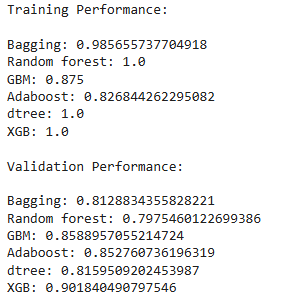 Training Performance:
Bagging: 0.985655737704918
Random forest: 1.0
GBM: 0.875
Adaboost: 0.826844262295082
dtree: 1.0
XGB: 1.0
Validation Performance:
Bagging: 0.8128834355828221
Random forest: 0.7975460122699386
GBM: 0.8588957055214724
Adaboost: 0.852760736196319
dtree: 0.8159509202453987
XGB: 0.901840490797546